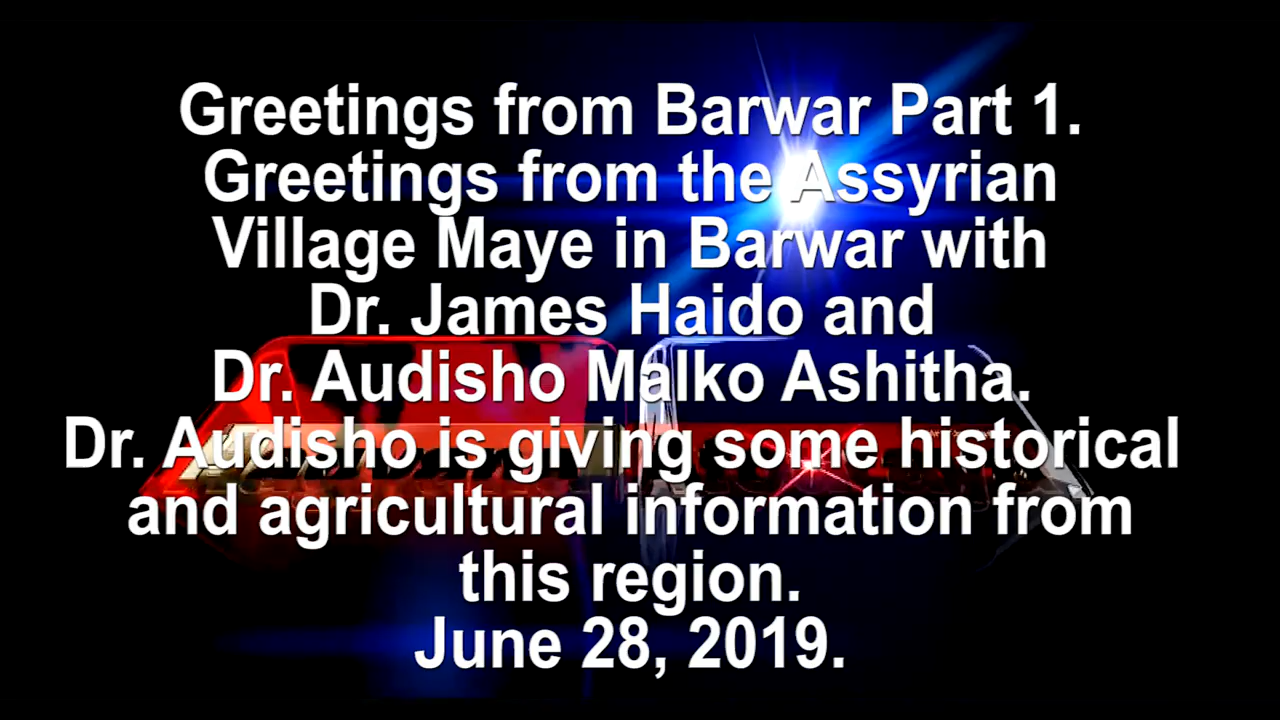 Greetings from Barwar Part 1.
Greetings from the Assyrian
Village Maye in Barwar with
Dr. James Haido and
Dr. Audisho Malko Ashitha.
Dr. Audisho is giving some historical
and agricultural information from
this region.
June 28, 2019.